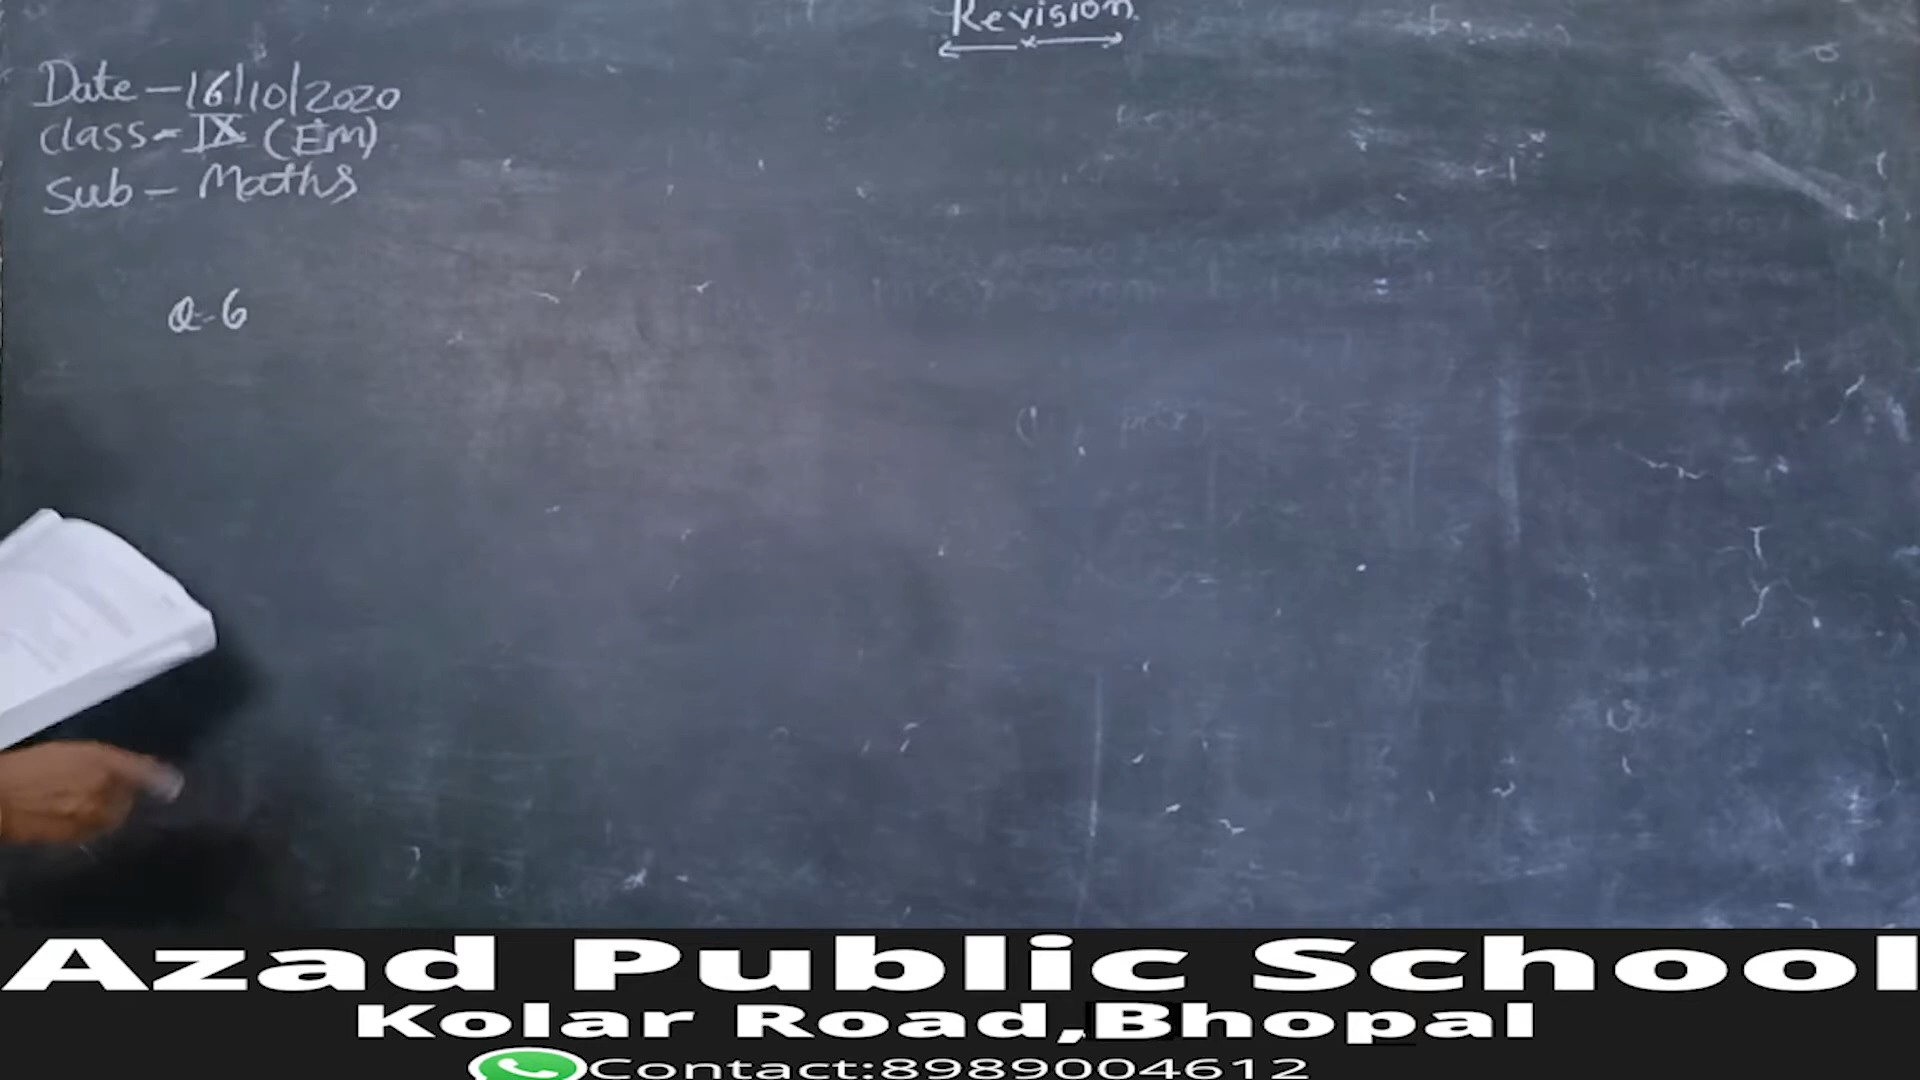 Revision
Date - 16/10/2020
class - IX (Em)
Sub - Maths
Q-6
Azad Public School
Kolar Road,Bhopal
Contact:8989004612